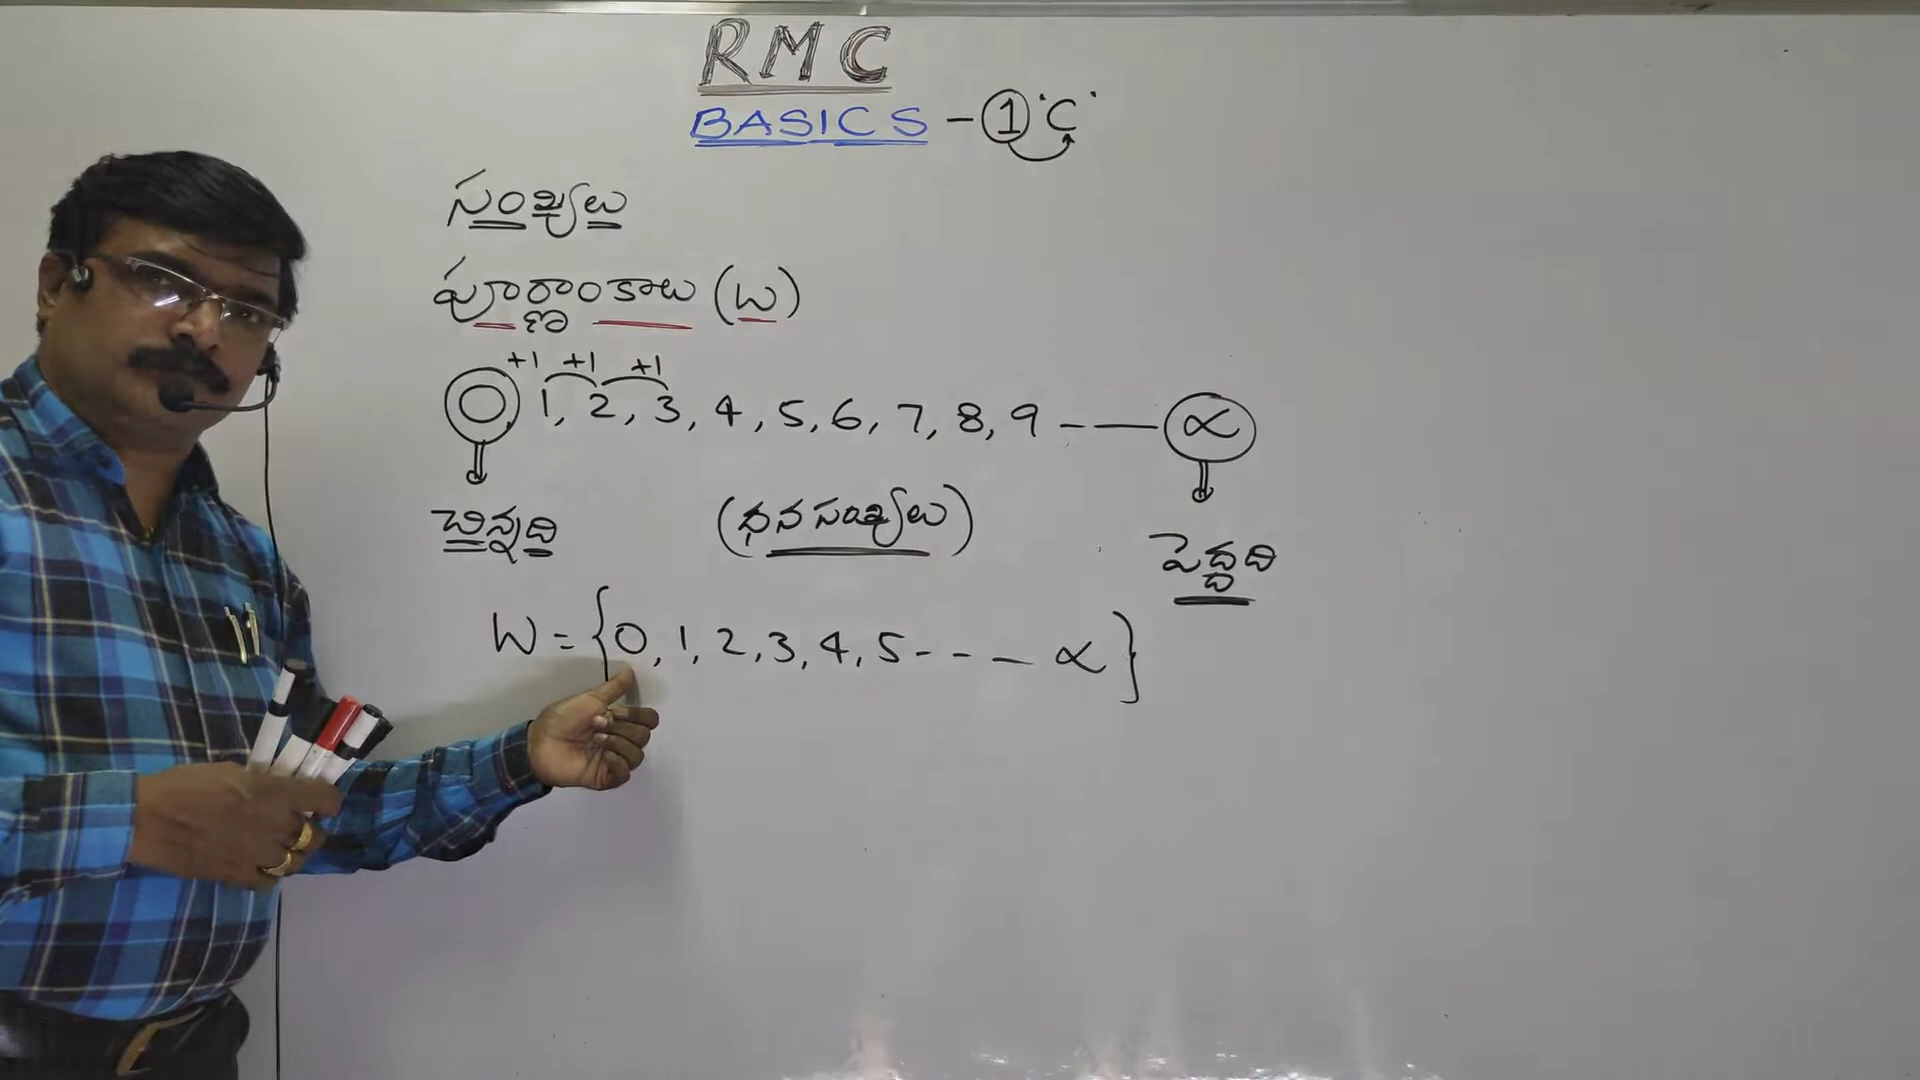 RMC
BASICS - 1 'C'
సంఖ్యలు
పూర్ణాంకాలు (W)
+1 +1 +1
0 1, 2, 3, 4, 5, 6, 7, 8, 9 ----- ∝
చిన్నది (ధనసంఖ్యలు) పెద్దది
W = {0, 1, 2, 3, 4, 5 - - - ∝}